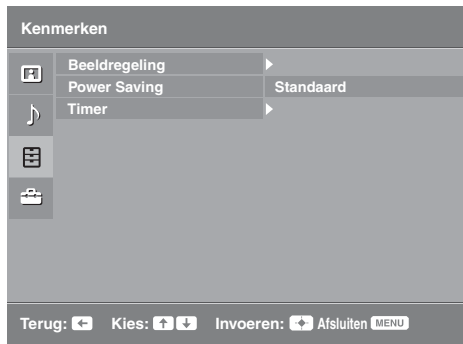 Kenmerken
Beeldregeling
Power Saving Standaard
Timer
Terug: Kies: Invoeren: Afsluiten MENU